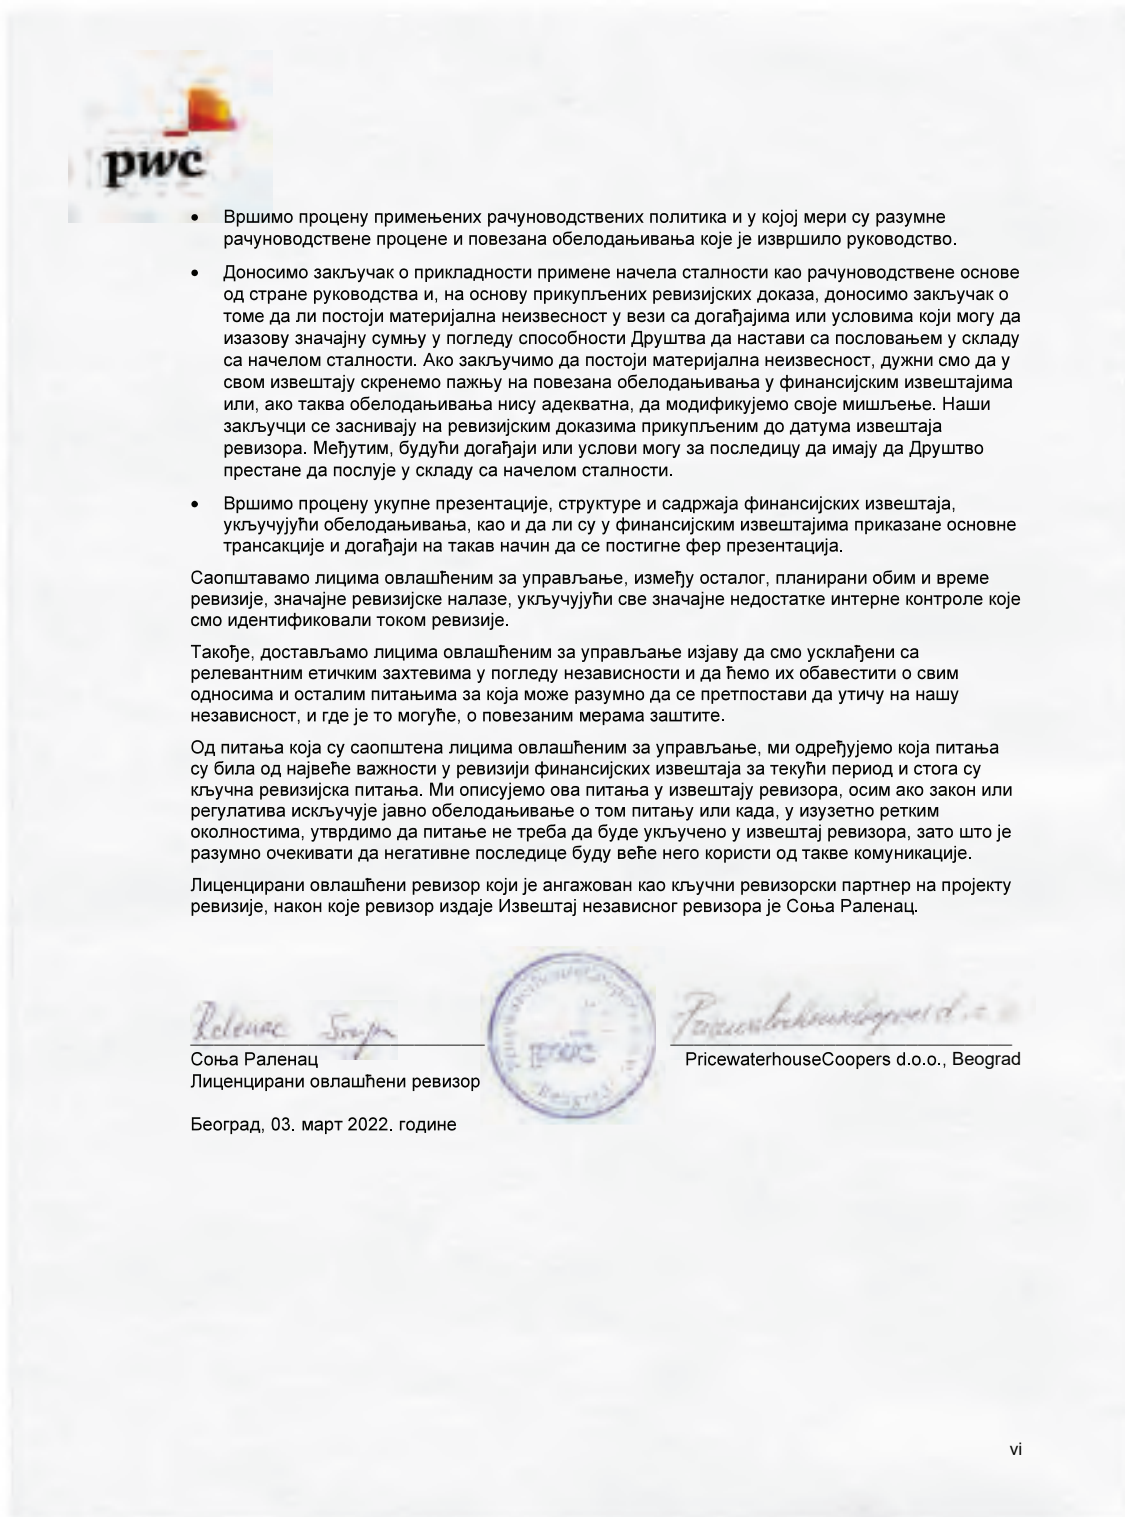 pwc
• Вршимо процену примењених рачуноводствених политика и у којој мери су разумне
рачуноводствене процене и повезана обелодањивања које је извршило руководство.
• Доносимо закључак о прикладности примене начела сталности као рачуноводствене основе
од стране руководства и, на основу прикупљених ревизијских доказа, доносимо закључак о
томе да ли постоји материјална неизвесност у вези са догађајима или условима који могу да
изазову значајну сумњу у погледу способности Друштва да настави са пословањем у складу
са начелом сталности. Ако закључимо да постоји материјална неизвесност, дужни смо да у
свом извештају скренемо пажњу на повезана обелодањивања у финансијским извештајима
или, ако таква обелодањивања нису адекватна, да модификујемо своје мишљење. Наши
закључци се заснивају на ревизијским доказима прикупљеним до датума извештаја
ревизора. Међутим, будући догађаји или услови могу за последицу да имају да Друштво
престане да послује у складу са начелом сталности.
• Вршимо процену укупне презентације, структуре и садржаја финансијских извештаја,
укључујући обелодањивања, као и да ли су у финансијским извештајима приказане основне
трансакције и догађаји на такав начин да се постигне фер презентација.
Саопштавамо лицима овлашћеним за управљање, између осталог, планирани обим и време
ревизије, значајне ревизијске налазе, укључујући све значајне недостатке интерне контроле које
смо идентификовали током ревизије.
Такође, достављамо лицима овлашћеним за управљање изјаву да смо усклађени са
релевантним етичким захтевима у погледу независности и да ћемо их обавестити о свим
односима и осталим питањима за која може разумно да се претпостави да утичу на нашу
независност, и где је то могуће, о повезаним мерама заштите.
Од питања која су саопштена лицима овлашћеним за управљање, ми одређујемо која питања
су била од највеће важности у ревизији финансијских извештаја за текући период и стога су
кључна ревизијска питања. Ми описујемо ова питања у извештају ревизора, осим ако закон или
регулатива искључује јавно обелодањивање о том питању или када, у изузетно ретким
околностима, утврдимо да питање не треба да буде укључено у извештај ревизора, зато што је
разумно очекивати да негативне последице буду веће него користи од такве комуникације.
Лиценцирани овлашћени ревизор који је ангажован као кључни ревизорски партнер на пројекту
ревизије, након које ревизор издаје Извештај независног ревизора је Соња Раленац.
Соња Раленац
Лиценцирани овлашћени ревизор
PricewaterhouseCoopers d.o.o., Beograd
Београд, 03. март 2022. године
vi